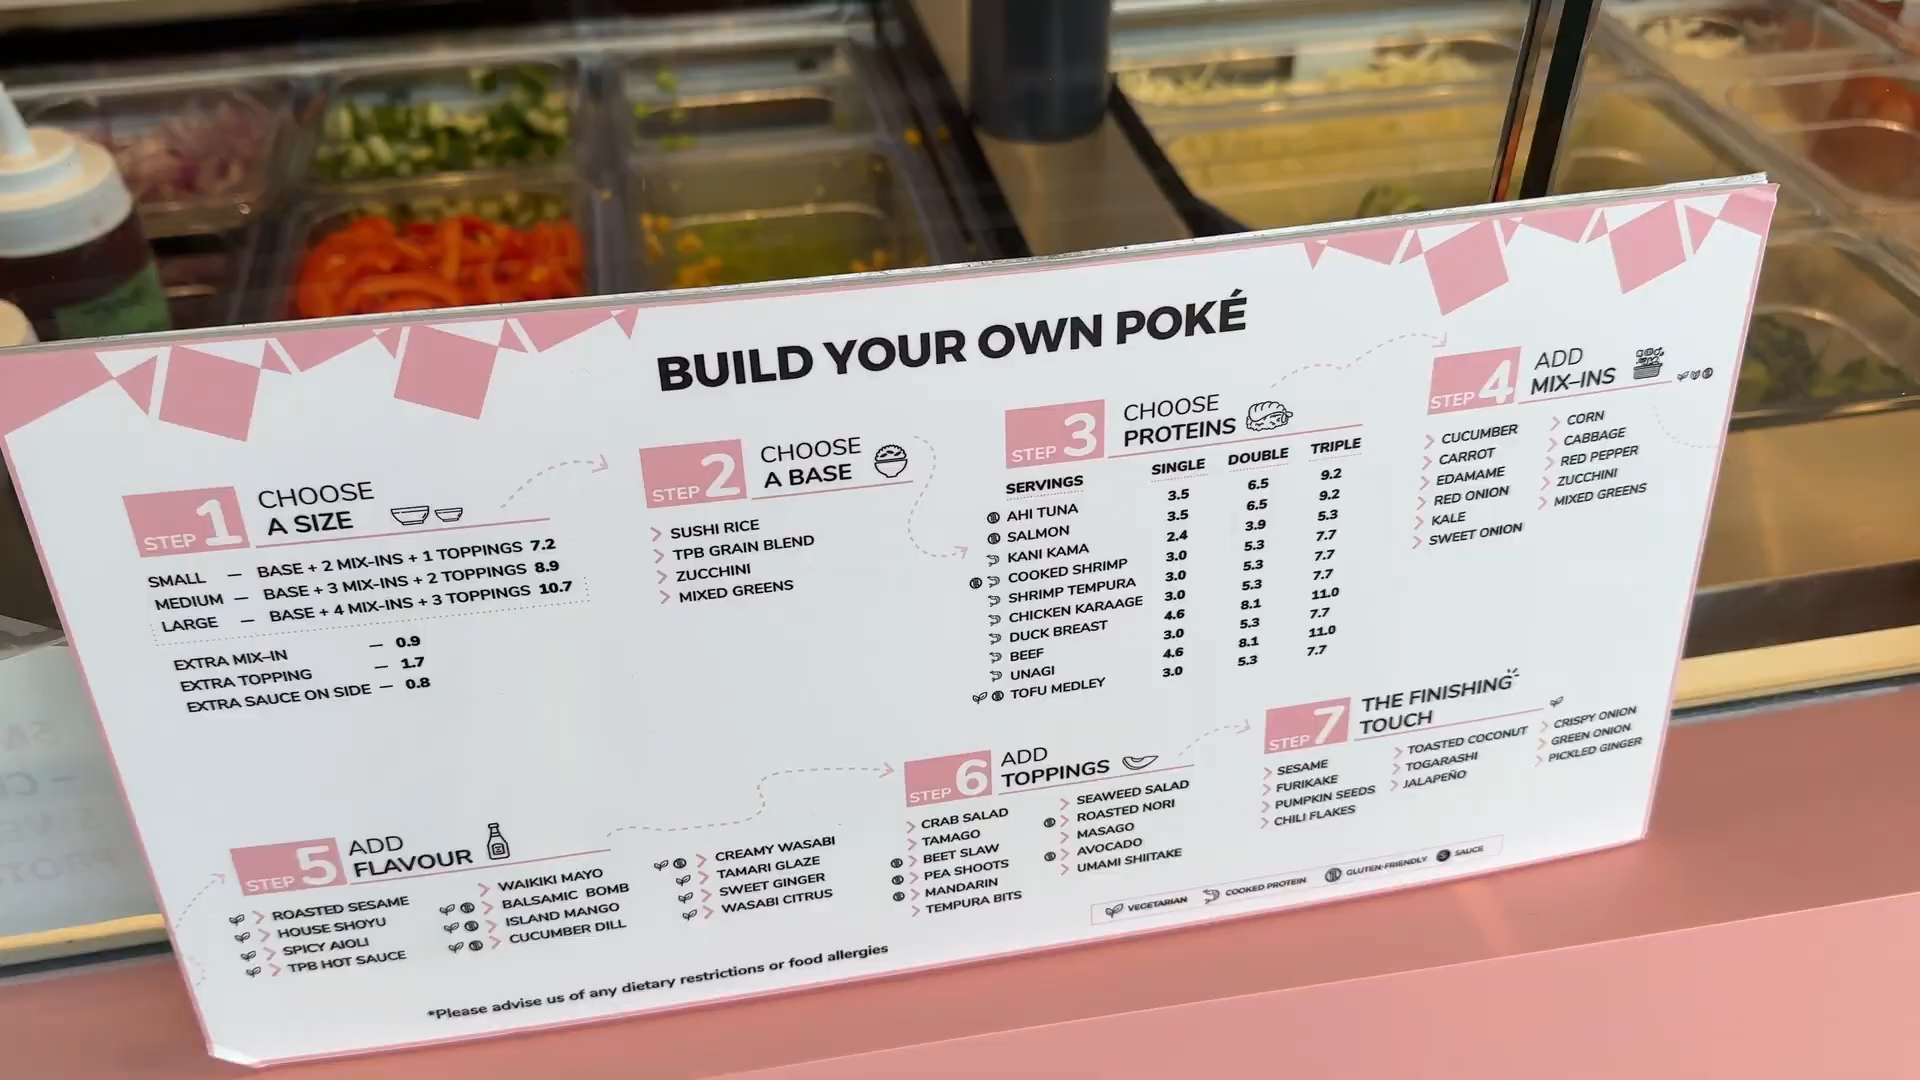 BUILD YOUR OWN POKÉ
STEP 1
CHOOSE
A SIZE
SMALL — BASE + 2 MIX-INS + 1 TOPPINGS 7.2
MEDIUM — BASE + 3 MIX-INS + 2 TOPPINGS 8.9
LARGE — BASE + 4 MIX-INS + 3 TOPPINGS 10.7
EXTRA MIX-IN — 0.9
EXTRA TOPPING — 1.7
EXTRA SAUCE ON SIDE — 0.8
STEP 2
CHOOSE
A BASE
SUSHI RICE
TPB GRAIN BLEND
ZUCCHINI
MIXED GREENS
STEP 3
CHOOSE
PROTEINS
SERVINGS SINGLE DOUBLE TRIPLE
AHI TUNA 3.5 6.5 9.2
SALMON 3.5 6.5 9.2
KANI KAMA 2.4 3.9 5.3
COOKED SHRIMP 3.0 5.3 7.7
SHRIMP TEMPURA 3.0 5.3 7.7
CHICKEN KARAAGE 3.0 5.3 7.7
DUCK BREAST 4.6 8.1 11.0
BEEF 3.0 5.3 7.7
UNAGI 4.6 8.1 11.0
TOFU MEDLEY 3.0 5.3 7.7
STEP 4
ADD
MIX-INS
CUCUMBER
CARROT
EDAMAME
RED ONION
KALE
SWEET ONION
CORN
CABBAGE
RED PEPPER
ZUCCHINI
MIXED GREENS
STEP 5
ADD
FLAVOUR
ROASTED SESAME
HOUSE SHOYU
SPICY AIOLI
TPB HOT SAUCE
WAIKIKI MAYO
BALSAMIC BOMB
ISLAND MANGO
CUCUMBER DILL
CREAMY WASABI
TAMARI GLAZE
SWEET GINGER
WASABI CITRUS
STEP 6
ADD
TOPPINGS
CRAB SALAD
TAMAGO
BEET SLAW
PEA SHOOTS
MANDARIN
TEMPURA BITS
SEAWEED SALAD
ROASTED NORI
MASAGO
AVOCADO
UMAMI SHIITAKE
STEP 7
THE FINISHING
TOUCH
SESAME
FURIKAKE
PUMPKIN SEEDS
CHILI FLAKES
TOASTED COCONUT
TOGARASHI
JALAPEÑO
CRISPY ONION
GREEN ONION
PICKLED GINGER
VEGETARIAN COOKED PROTEIN GLUTEN-FRIENDLY SAUCE
*Please advise us of any dietary restrictions or food allergies